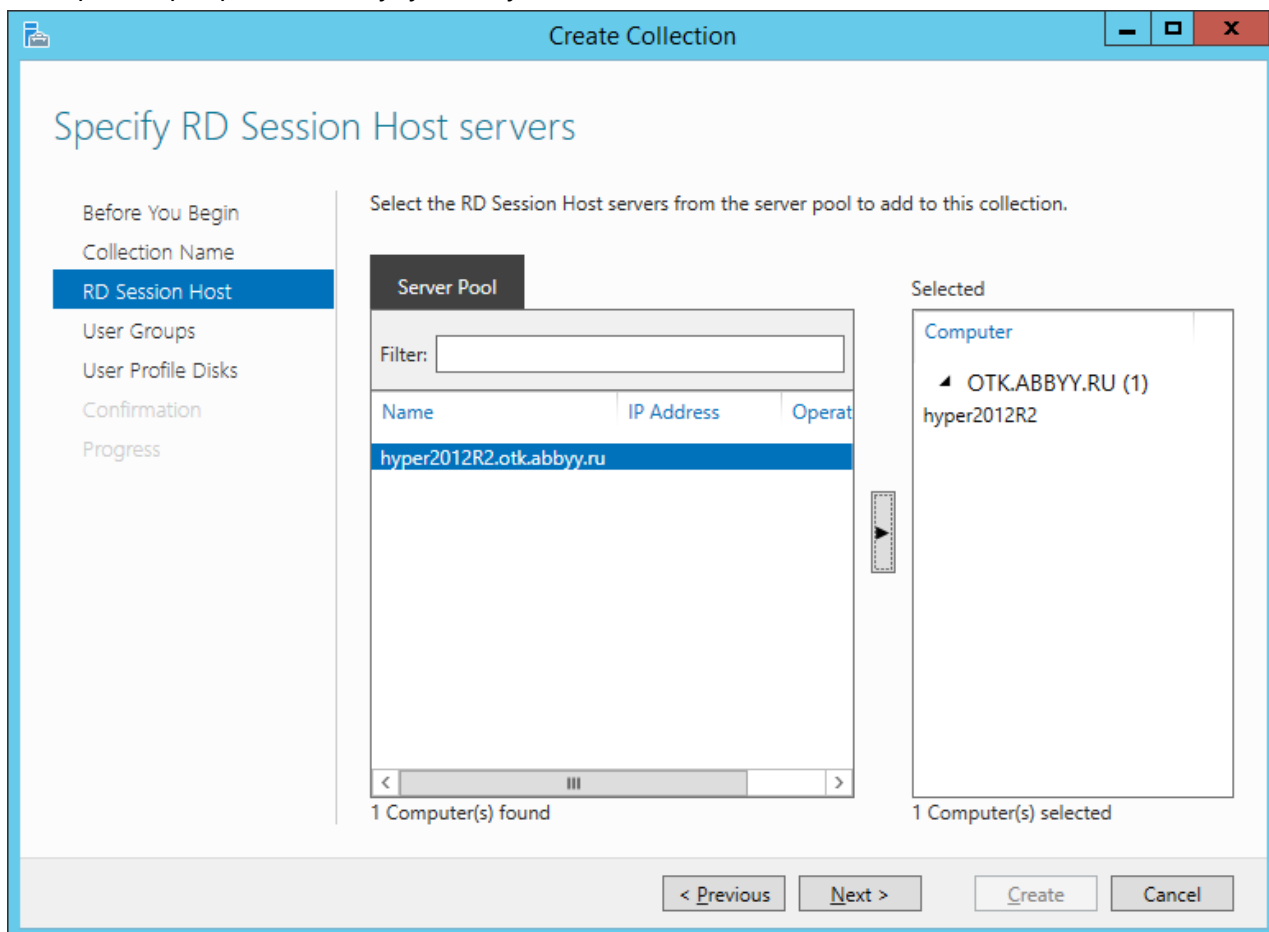 Create Collection
Specify RD Session Host servers
Before You Begin
Collection Name
RD Session Host
User Groups
User Profile Disks
Confirmation
Progress
Select the RD Session Host servers from the server pool to add to this collection.
Server Pool
Filter:
Name IP Address Operat
hyper2012R2.otk.abbyy.ru
1 Computer(s) found
Selected
Computer
OTK.ABBYY.RU (1)
hyper2012R2
1 Computer(s) selected
< Previous Next > Create Cancel